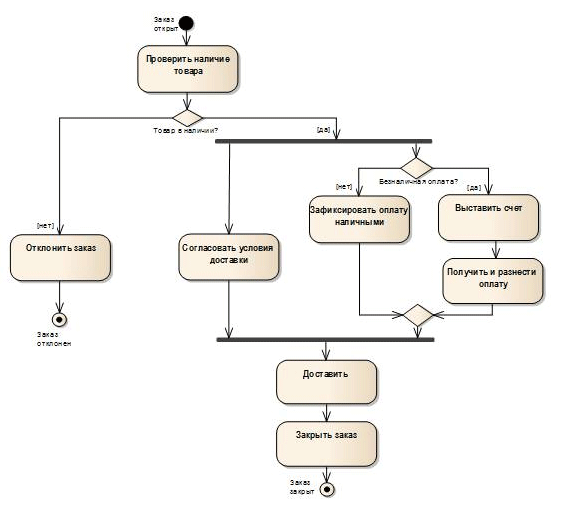 Заказ
открыт
Проверить наличие
товара
Товар в наличии?
[да]
[нет]
Безналичная оплата?
[нет]
[да]
Зафиксировать оплату
наличными
Выставить счет
Отклонить заказ
Согласовать условия
доставки
Получить и разнести
оплату
Заказ
отклонен
Доставить
Закрыть заказ
Заказ
закрыт